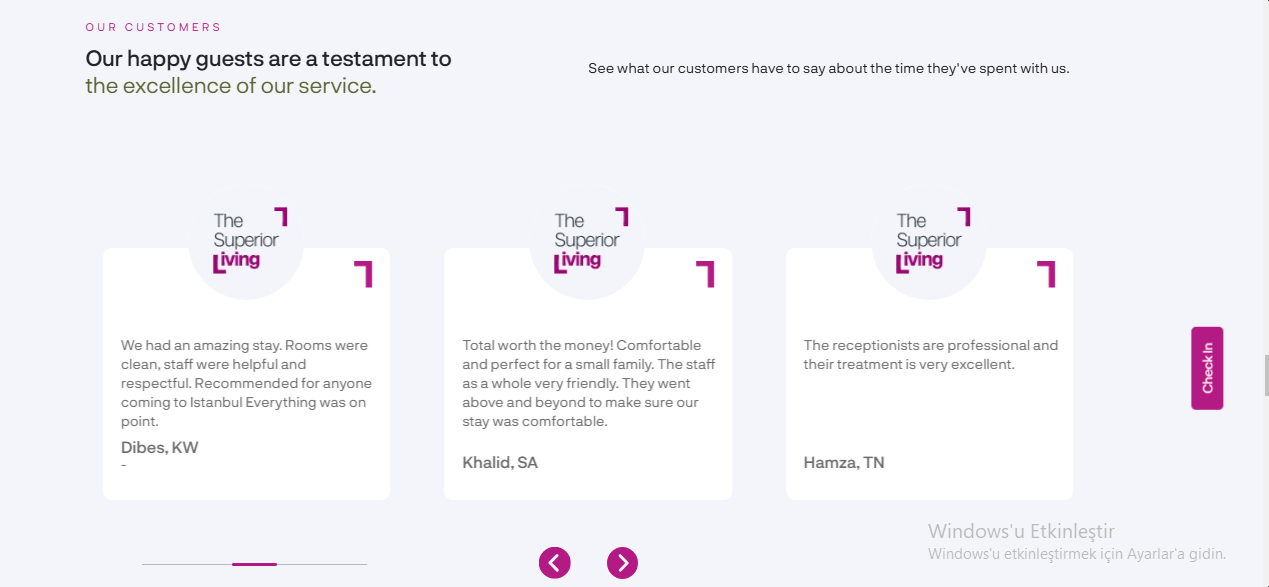 OUR CUSTOMERS
Our happy guests are a testament to
the excellence of our service.
See what our customers have to say about the time they've spent with us.
The
Superior
Living
We had an amazing stay. Rooms were
clean, staff were helpful and
respectful. Recommended for anyone
coming to Istanbul Everything was on
point.
Dibes, KW
-
The
Superior
Living
Total worth the money! Comfortable
and perfect for a small family. The staff
as a whole very friendly. They went
above and beyond to make sure our
stay was comfortable.
Khalid, SA
The
Superior
Living
The receptionists are professional and
their treatment is very excellent.
Hamza, TN
Check In
Windows'u Etkinleştir
Windows'u etkinleştirmek için Ayarlar'a gidin.